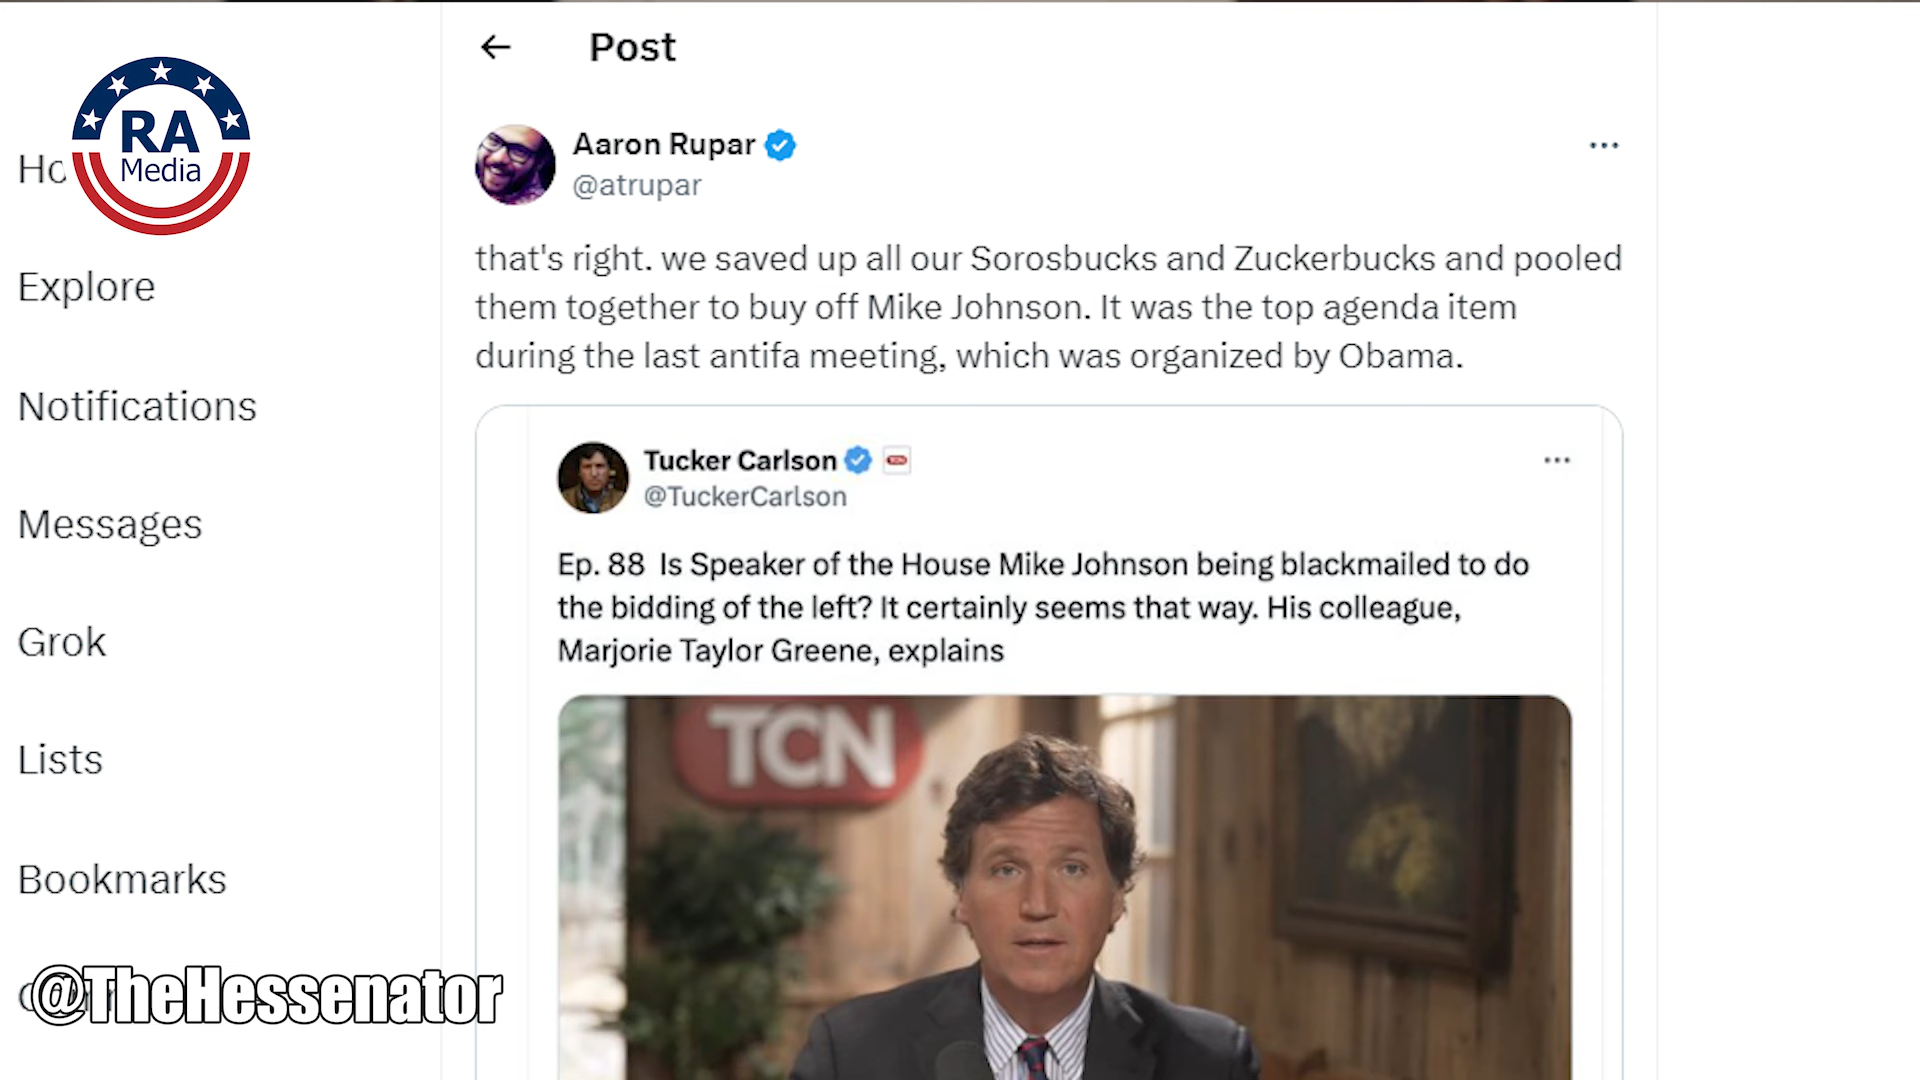 Post
RA
Media
Ho
Explore
Notifications
Messages
Grok
Lists
Bookmarks
@TheHessenator
Aaron Rupar
@atrupar
that's right. we saved up all our Sorosbucks and Zuckerbucks and pooled
them together to buy off Mike Johnson. It was the top agenda item
during the last antifa meeting, which was organized by Obama.
Tucker Carlson
TCN
@TuckerCarlson
Ep. 88 Is Speaker of the House Mike Johnson being blackmailed to do
the bidding of the left? It certainly seems that way. His colleague,
Marjorie Taylor Greene, explains
TCN